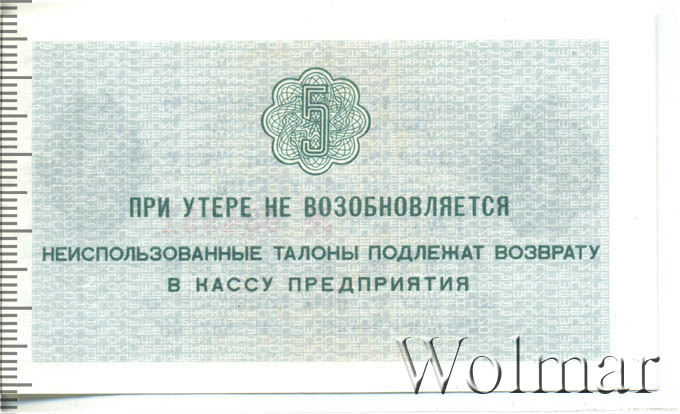 5
ПРИ УТЕРЕ НЕ ВОЗОБНОВЛЯЕТСЯ
НЕИСПОЛЬЗОВАННЫЕ ТАЛОНЫ ПОДЛЕЖАТ ВОЗВРАТУ
В КАССУ ПРЕДПРИЯТИЯ
Wolmar